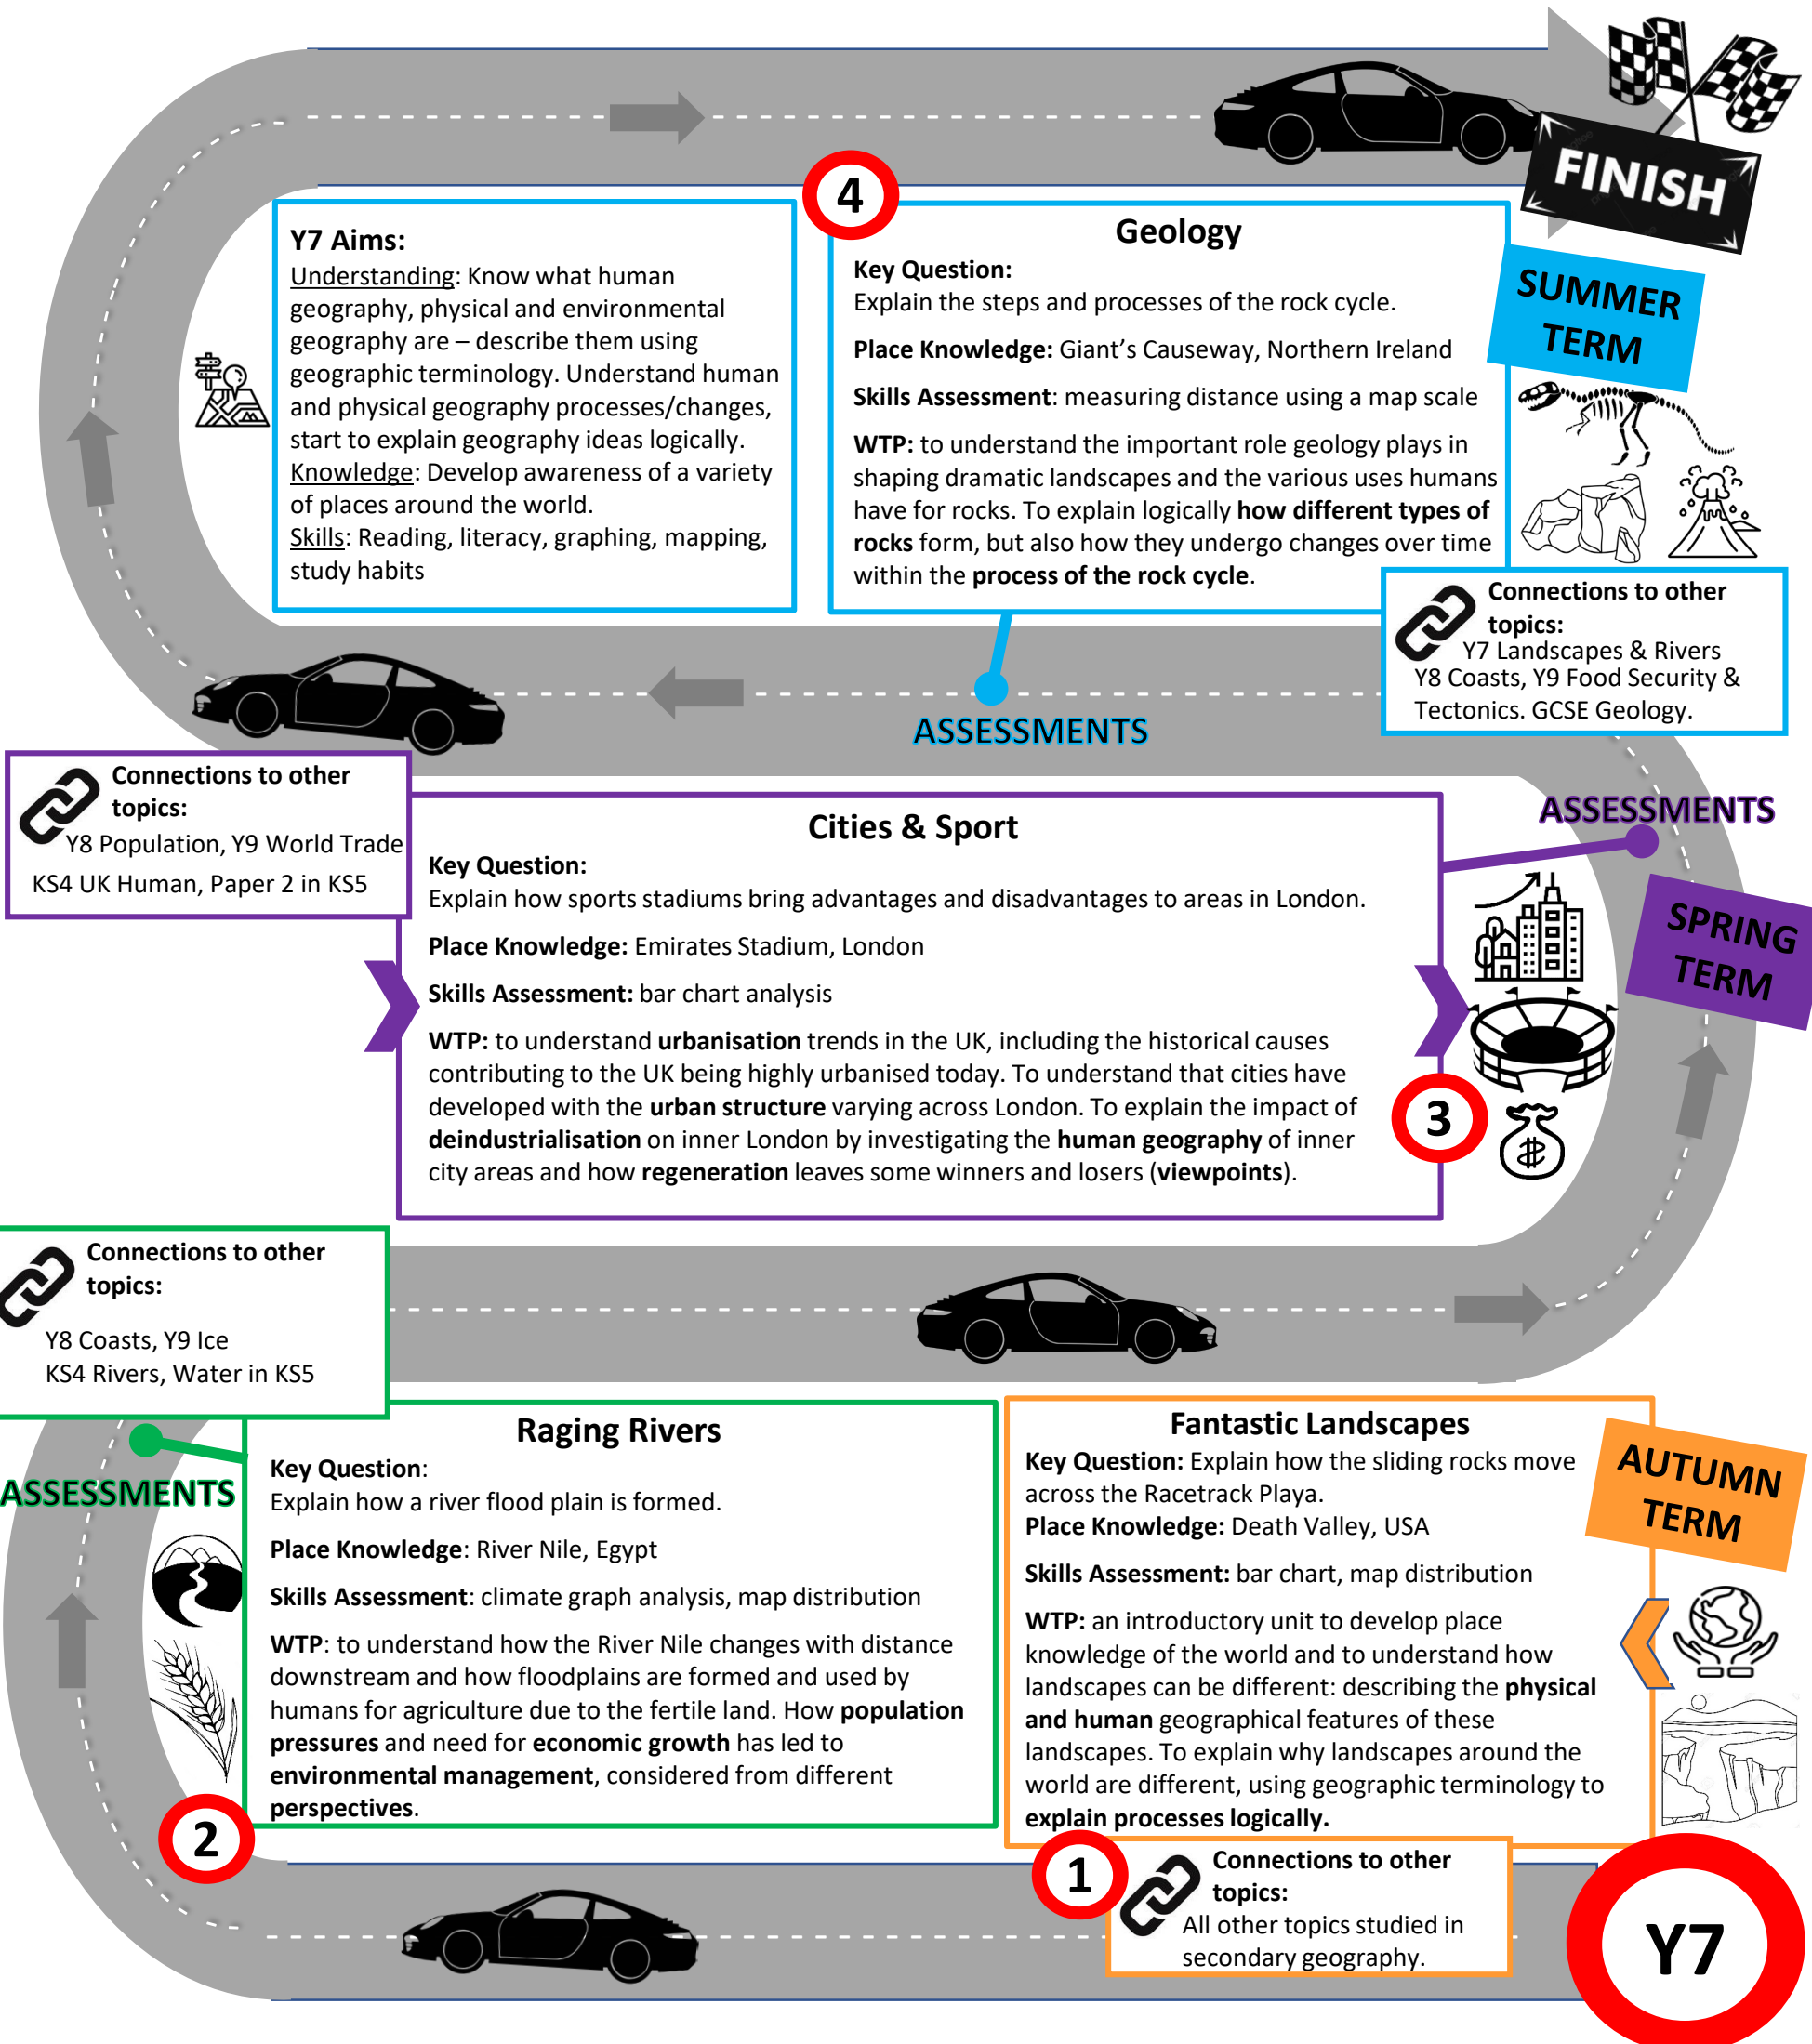 FINISH
4
Y7 Aims:
Understanding: Know what human
geography, physical and environmental
geography are – describe them using
geographic terminology. Understand human
and physical geography processes/changes,
start to explain geography ideas logically.
Knowledge: Develop awareness of a variety
of places around the world.
Skills: Reading, literacy, graphing, mapping,
study habits
Geology
Key Question:
Explain the steps and processes of the rock cycle.
Place Knowledge: Giant's Causeway, Northern Ireland
Skills Assessment: measuring distance using a map scale
WTP: to understand the important role geology plays in
shaping dramatic landscapes and the various uses humans
have for rocks. To explain logically how different types of
rocks form, but also how they undergo changes over time
within the process of the rock cycle.
SUMMER
TERM
Connections to other
topics:
Y7 Landscapes & Rivers
Y8 Coasts, Y9 Food Security &
Tectonics. GCSE Geology.
ASSESSMENTS
Connections to other
topics:
Y8 Population, Y9 World Trade
KS4 UK Human, Paper 2 in KS5
Cities & Sport
Key Question:
Explain how sports stadiums bring advantages and disadvantages to areas in London.
Place Knowledge: Emirates Stadium, London
Skills Assessment: bar chart analysis
WTP: to understand urbanisation trends in the UK, including the historical causes
contributing to the UK being highly urbanised today. To understand that cities have
developed with the urban structure varying across London. To explain the impact of
deindustrialisation on inner London by investigating the human geography of inner
city areas and how regeneration leaves some winners and losers (viewpoints).
ASSESSMENTS
SPRING
TERM
3
Connections to other
topics:
Y8 Coasts, Y9 Ice
KS4 Rivers, Water in KS5
ASSESSMENTS
Raging Rivers
Key Question:
Explain how a river flood plain is formed.
Place Knowledge: River Nile, Egypt
Skills Assessment: climate graph analysis, map distribution
WTP: to understand how the River Nile changes with distance
downstream and how floodplains are formed and used by
humans for agriculture due to the fertile land. How population
pressures and need for economic growth has led to
environmental management, considered from different
perspectives.
2
Fantastic Landscapes
Key Question: Explain how the sliding rocks move
across the Racetrack Playa.
Place Knowledge: Death Valley, USA
Skills Assessment: bar chart, map distribution
WTP: an introductory unit to develop place
knowledge of the world and to understand how
landscapes can be different: describing the physical
and human geographical features of these
landscapes. To explain why landscapes around the
world are different, using geographic terminology to
explain processes logically.
AUTUMN
TERM
1
Connections to other
topics:
All other topics studied in
secondary geography.
Y7